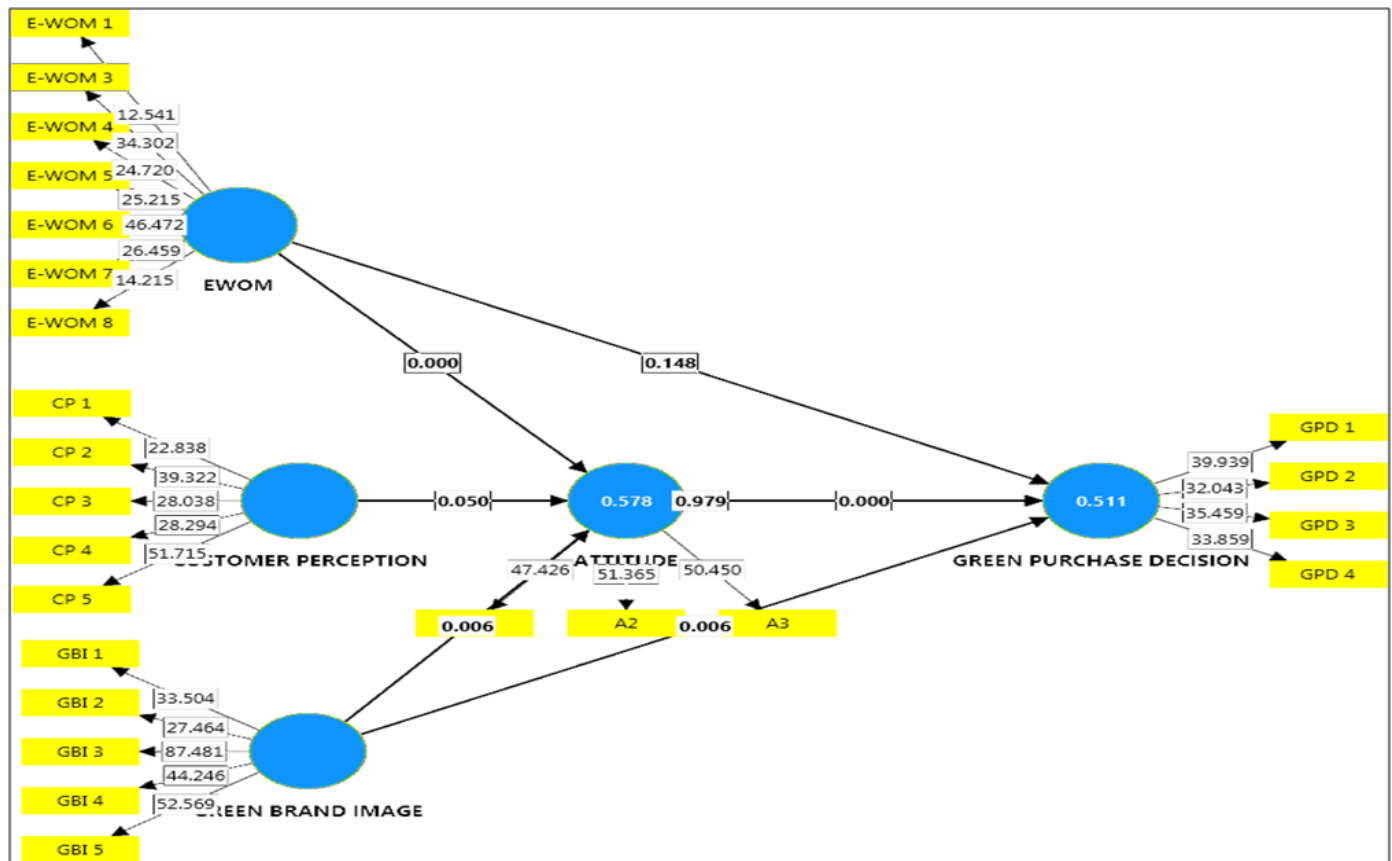 E-WOM 1
E-WOM 3
12.541
E-WOM 4
34.302
E-WOM 5
24.720
25.215
E-WOM 6
46.472
26.459
E-WOM 7
14.215
EWOM
E-WOM 8
0.000
0.148
CP 1
22.838
CP 2
39.322
CP 3
28.038
28.294
CP 4
51.715
CP 5
CUSTOMER PERCEPTION
0.050
0.578
0.979
0.000
0.511
ATTITUDE
GREEN PURCHASE DECISION
GPD 1
39.939
GPD 2
32.043
35.459
GPD 3
33.859
GPD 4
47.426
51.365
50.450
0.006
A2
0.006
A3
GBI 1
33.504
GBI 2
27.464
GBI 3
87.481
44.246
GBI 4
52.569
GREEN BRAND IMAGE
GBI 5